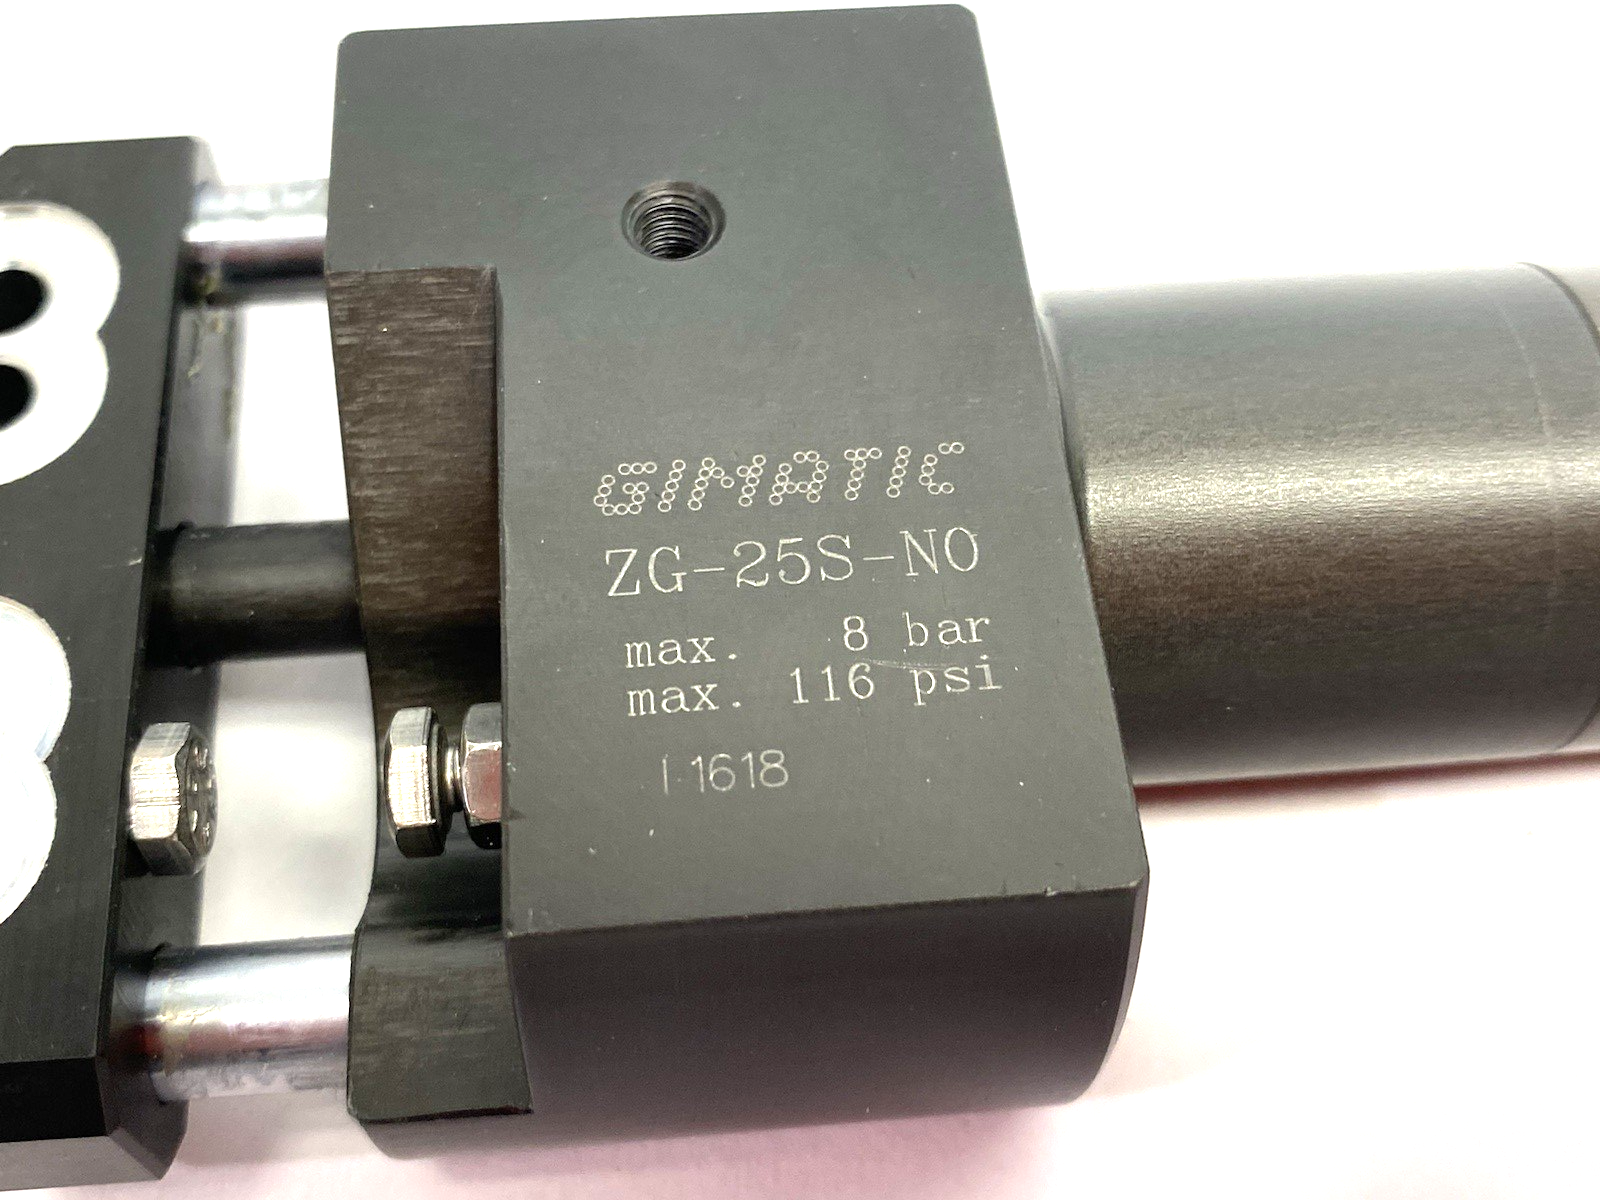 GIMATIC
ZG-25S-NO
max. 8 bar
max. 116 psi
I-1618